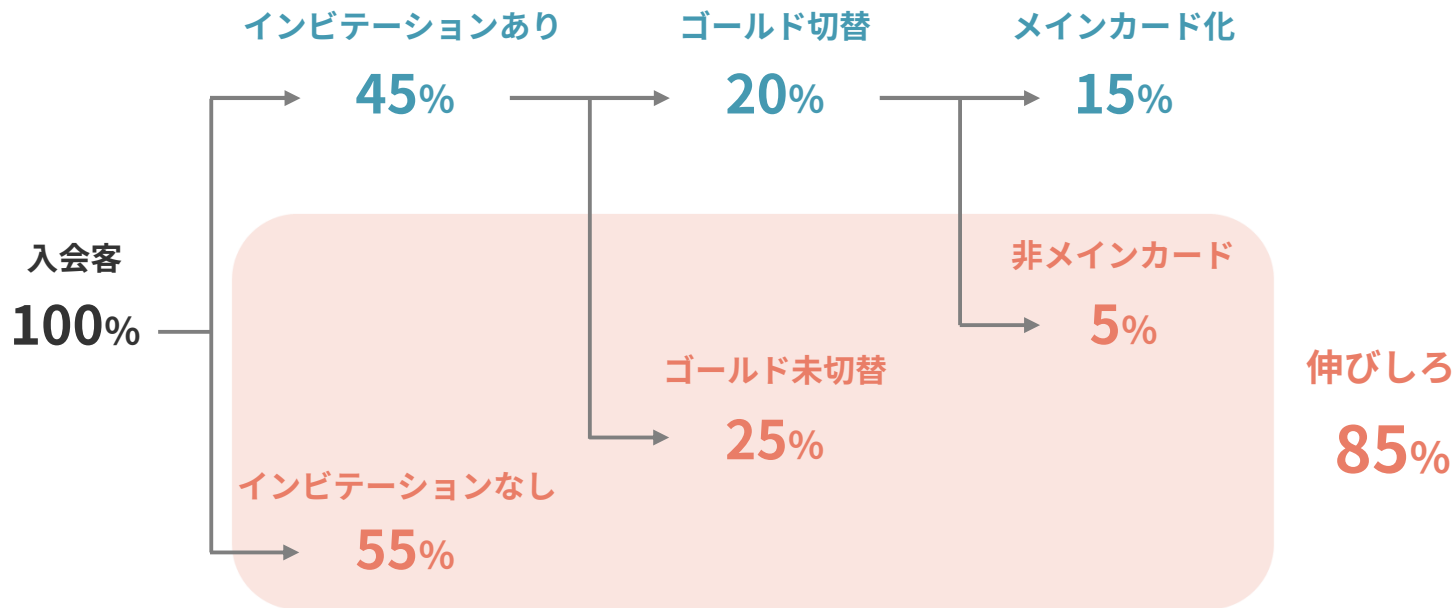 インビテーションあり
45%
ゴールド切替
20%
メインカード化
15%
入会客
100%
非メインカード
5%
ゴールド未切替
25%
インビテーションなし
55%
伸びしろ
85%